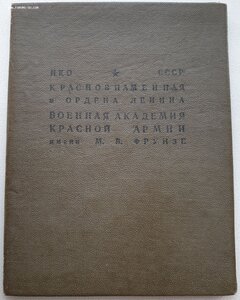 НКО ★ СССР
КРАСНОЗНАМЕННАЯ
и ОРДЕНА ЛЕНИНА
ВОЕННАЯ АКАДЕМИЯ
КРАСНОЙ АРМИИ
имени М. В. ФРУНЗЕ